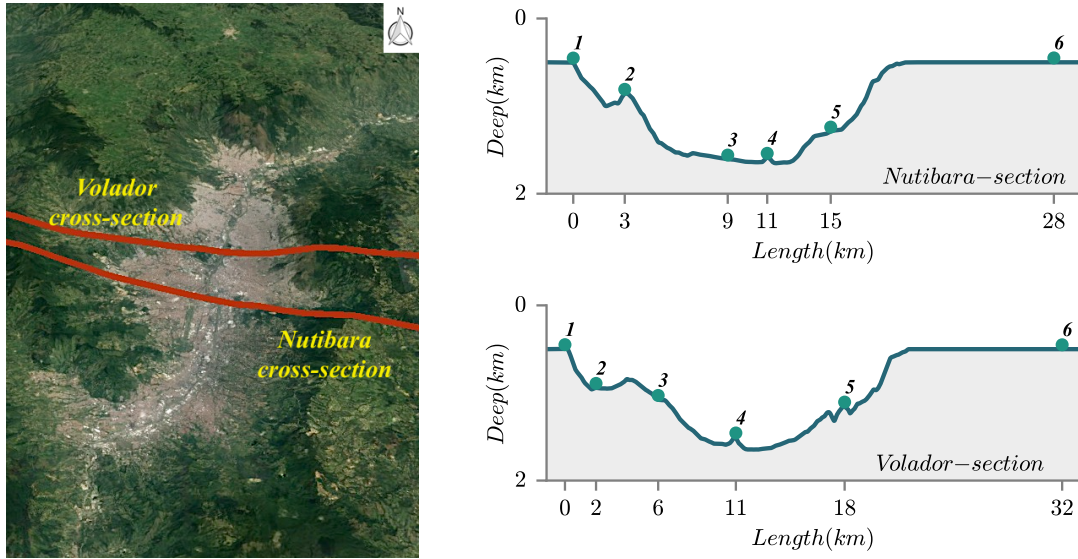 N
Volador
cross-section
Nutibara
cross-section
0
2
Deep(km)
1
2
3
4
5
6
Nutibara-section
0 3 9 11 15 28
Length(km)
0
2
Deep(km)
1
2
3
4
5
6
Volador-section
0 2 6 11 18 32
Length(km)